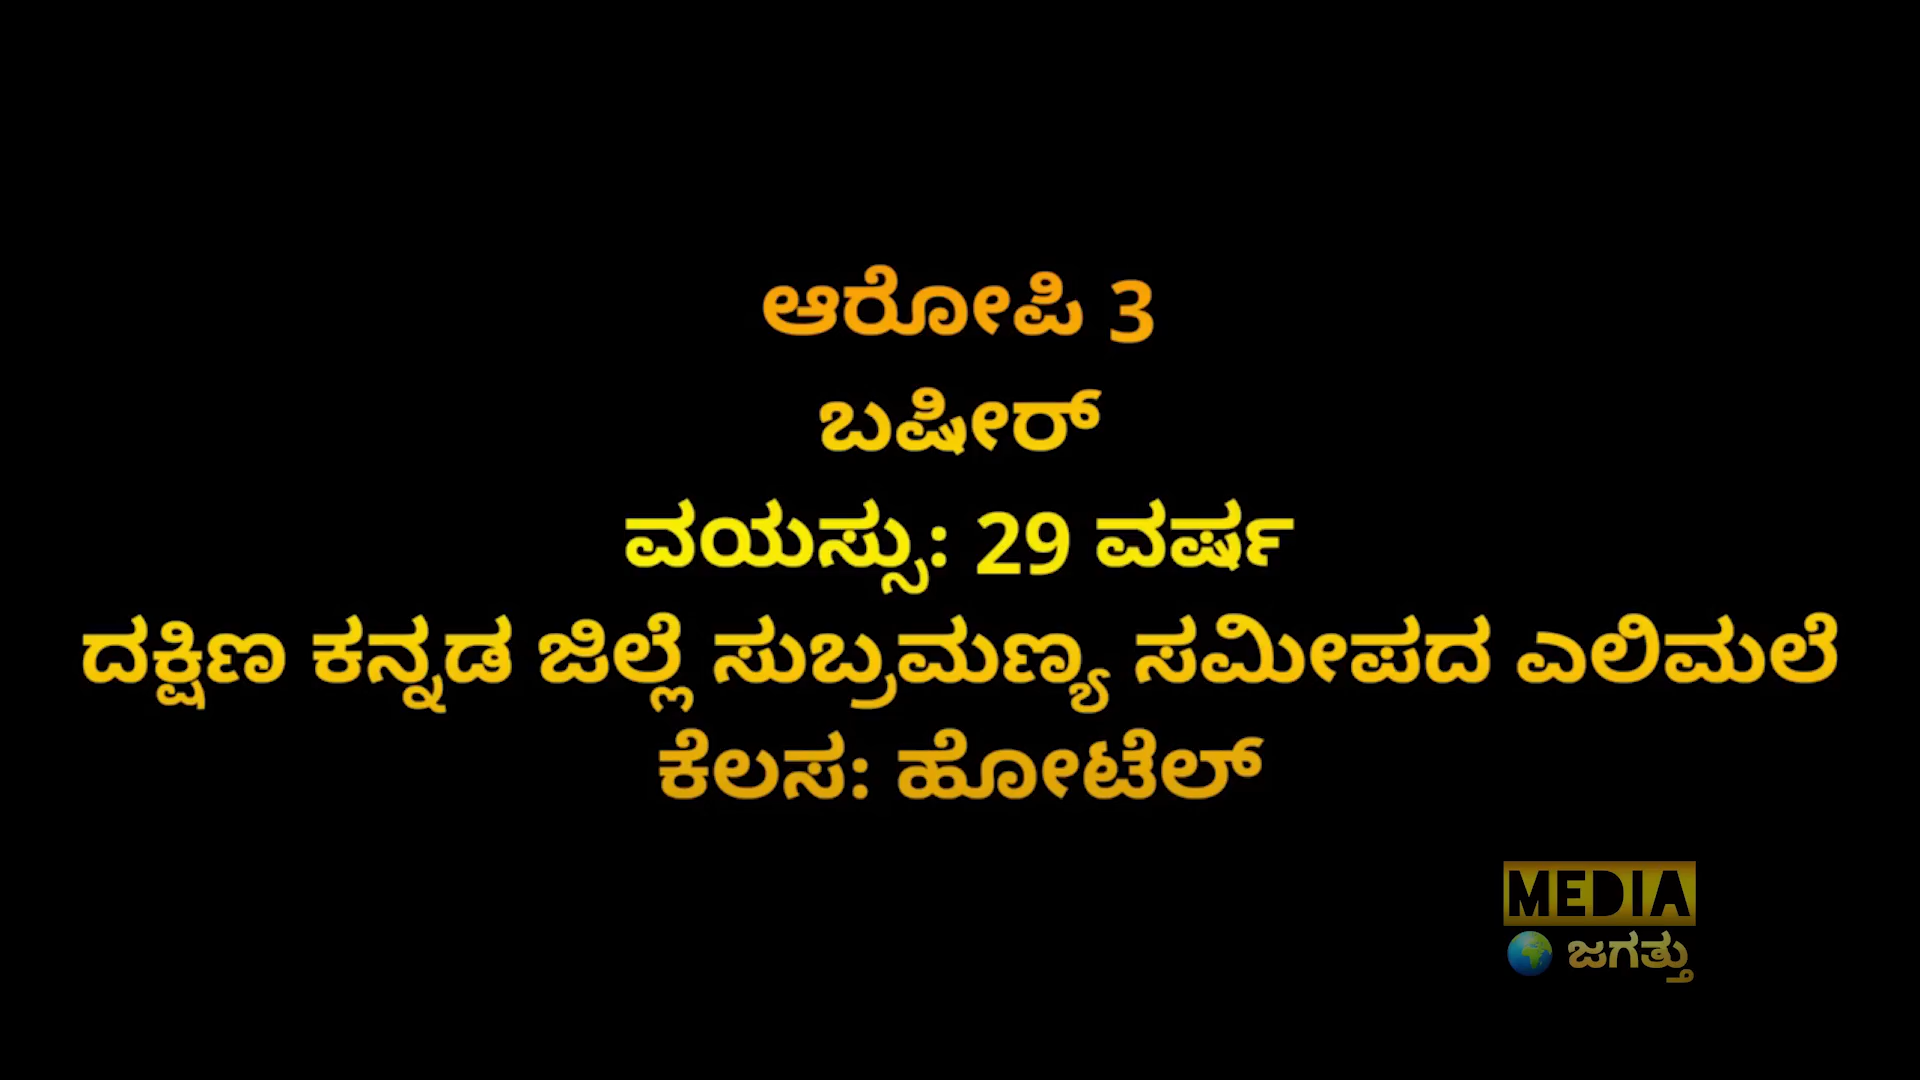 ಆರೋಪಿ 3
ಬಷೀರ್
ವಯಸ್ಸು: 29 ವರ್ಷ
ದಕ್ಷಿಣ ಕನ್ನಡ ಜಿಲ್ಲೆ ಸುಬ್ರಮಣ್ಯ ಸಮೀಪದ ಎಲಿಮಲೆ
ಕೆಲಸ: ಹೋಟೆಲ್
MEDIA
ಜಗತ್ತು